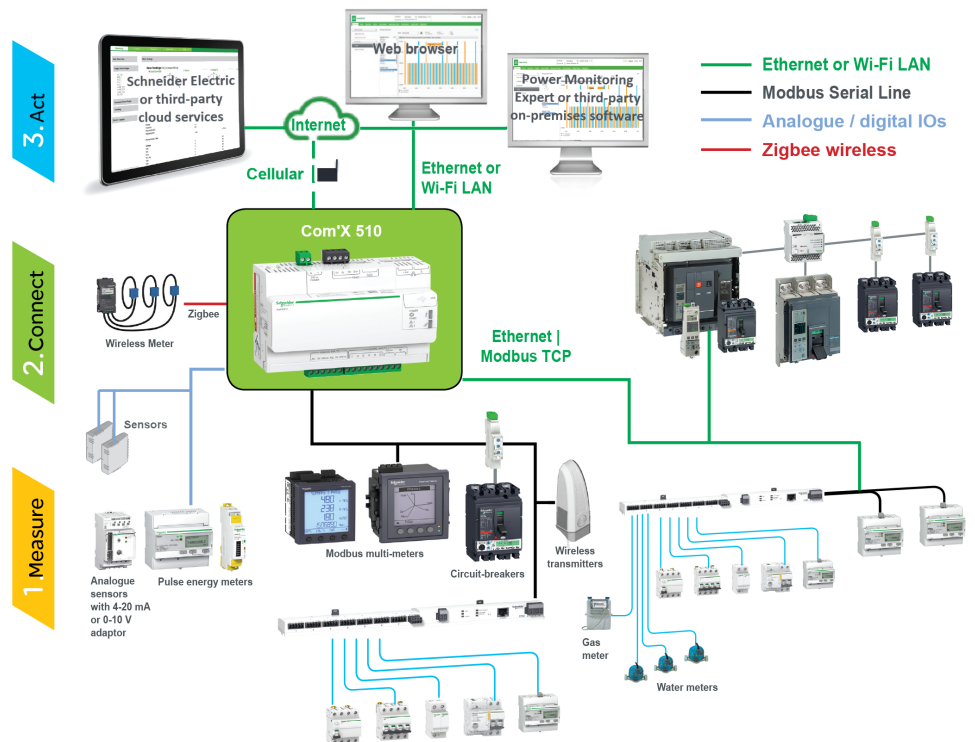 3. Act
Schneider Electric
or third-party
cloud services
Web browser
Power Monitoring
Expert or third-party
on-premises software
Internet
Cellular
Ethernet or
Wi-Fi LAN
Ethernet or Wi-Fi LAN
Modbus Serial Line
Analogue / digital IOs
Zigbee wireless
2. Connect
Com'X 510
Wireless Meter
Zigbee
Ethernet |
Modbus TCP
Sensors
1. Measure
Analogue
sensors
with 4-20 mA
or 0-10 V
adaptor
Pulse energy meters
Modbus multi-meters
Circuit-breakers
Wireless
transmitters
Gas
meter
Water meters